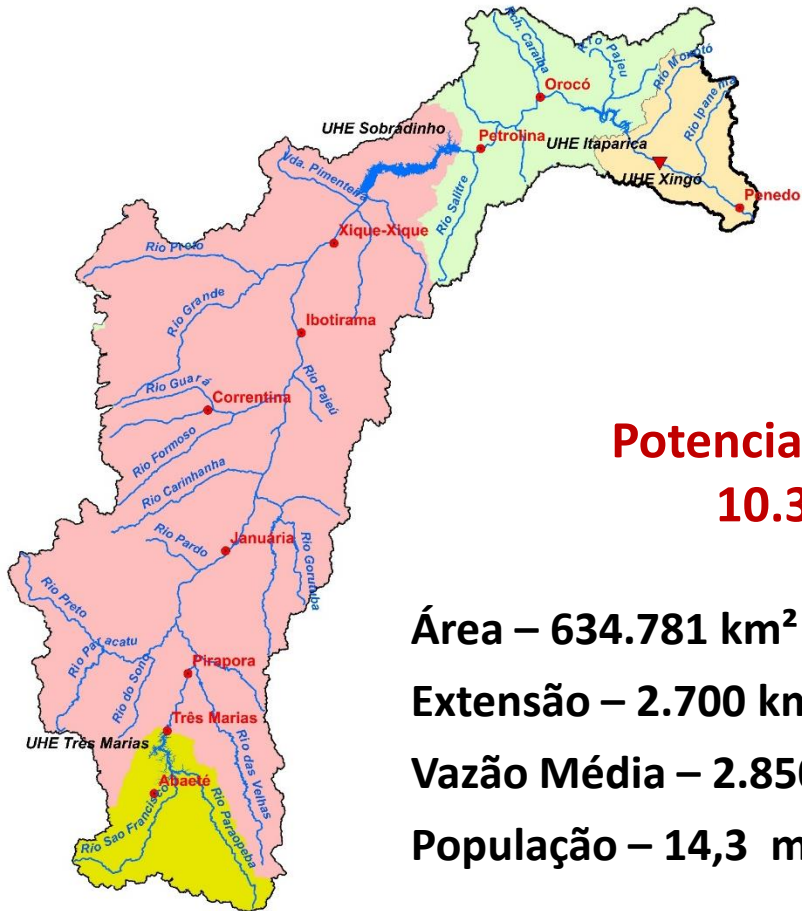 Rch. Caraíba
Rio Pajeu
Rio Moxotó
Rio Ipanema
Orocó
UHE Sobradinho
Petrolina
UHE Itaparica
UHE Xingó
Penedo
Vda. Pimenteira
Rio Salitre
Xique-Xique
Rio Preto
Rio Grande
Ibotirama
Rio Guará
Correntina
Rio Pajeú
Rio Formoso
Rio Carinhanha
Potencia
10.3
Rio Pardo
Januária
Rio Gorutuba
Rio Preto
Rio Paracatu
Rio do Sono
Pirapora
Três Marias
UHE Três Marias
Rio das Velhas
Abaeté
Rio Sao Francisco
Rio Paraopeba
Área – 634.781 km²
Extensão – 2.700 km
Vazão Média – 2.850
População – 14,3 m